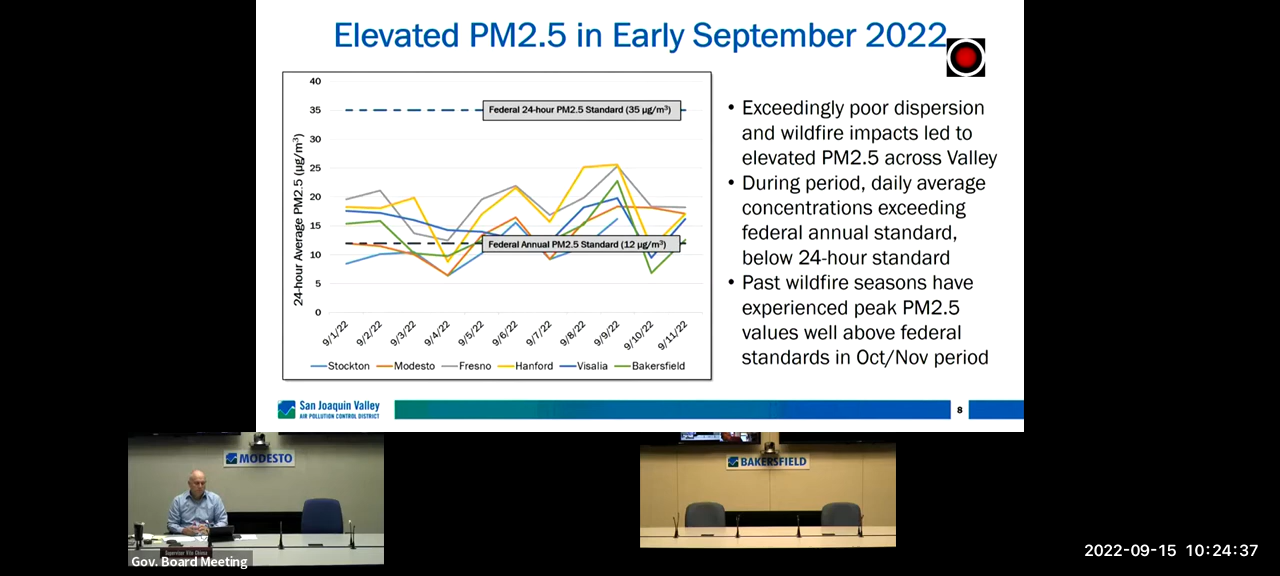 Elevated PM2.5 in Early September 2022
40
35
30
25
20
15
10
5
0
24-hour Average PM2.5 (µg/m³)
Federal 24-hour PM2.5 Standard (35 µg/m³)
Federal Annual PM2.5 Standard (12 µg/m³)
9/1/22
9/2/22
9/3/22
9/4/22
9/5/22
9/6/22
9/7/22
9/8/22
9/9/22
9/10/22
9/11/22
Stockton Modesto Fresno Hanford Visalia Bakersfield
• Exceedingly poor dispersion
and wildfire impacts led to
elevated PM2.5 across Valley
• During period, daily average
concentrations exceeding
federal annual standard,
below 24-hour standard
• Past wildfire seasons have
experienced peak PM2.5
values well above federal
standards in Oct/Nov period
San Joaquin Valley
AIR POLLUTION CONTROL DISTRICT
8
MODESTO
BAKERSFIELD
Gov. Board Meeting
2022-09-15 10:24:37